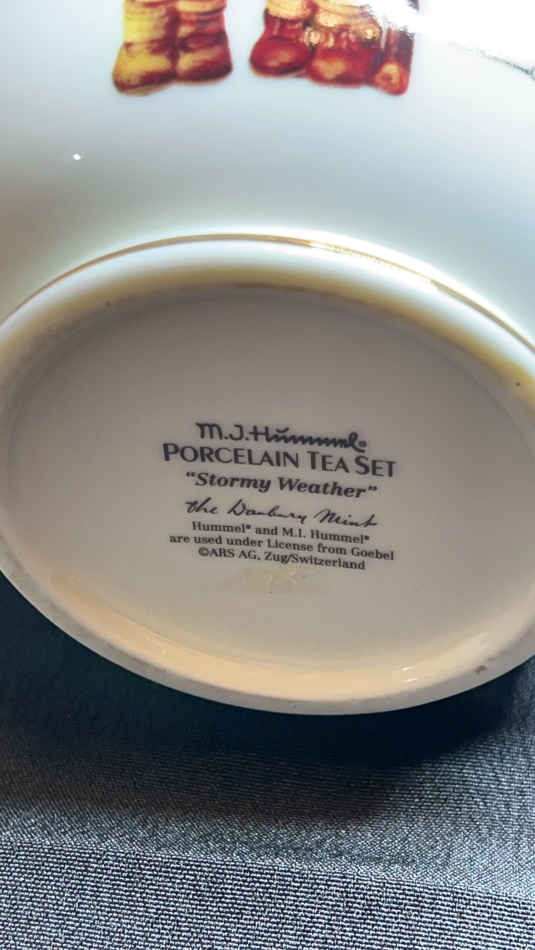 M.I. Hümmel®
PORCELAIN TEA SET
"Stormy Weather"
The Danbury Mint
Hummel® and M.I. Hummel®
are used under License from Goebel
©ARS AG, Zug/Switzerland